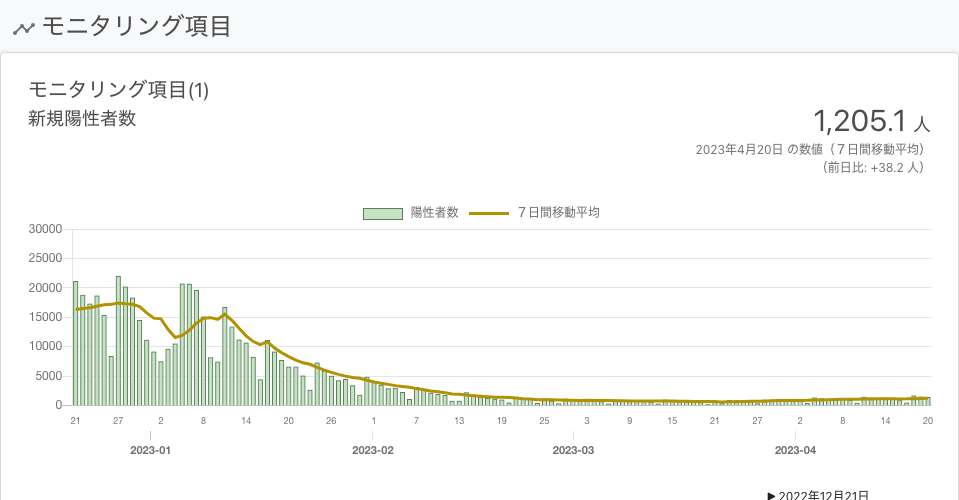 モニタリング項目
モニタリング項目(1)
新規陽性者数
1,205.1 人
2023年4月20日 の数値（７日間移動平均）
（前日比: +38.2 人）
陽性者数 ７日間移動平均
30000
25000
20000
15000
10000
5000
0
21 27 2 8 14 20 26 1 7 13 19 25 3 9 15 21 27 2 8 14 20
2023-01 2023-02 2023-03 2023-04
▶ 2022年12月21日